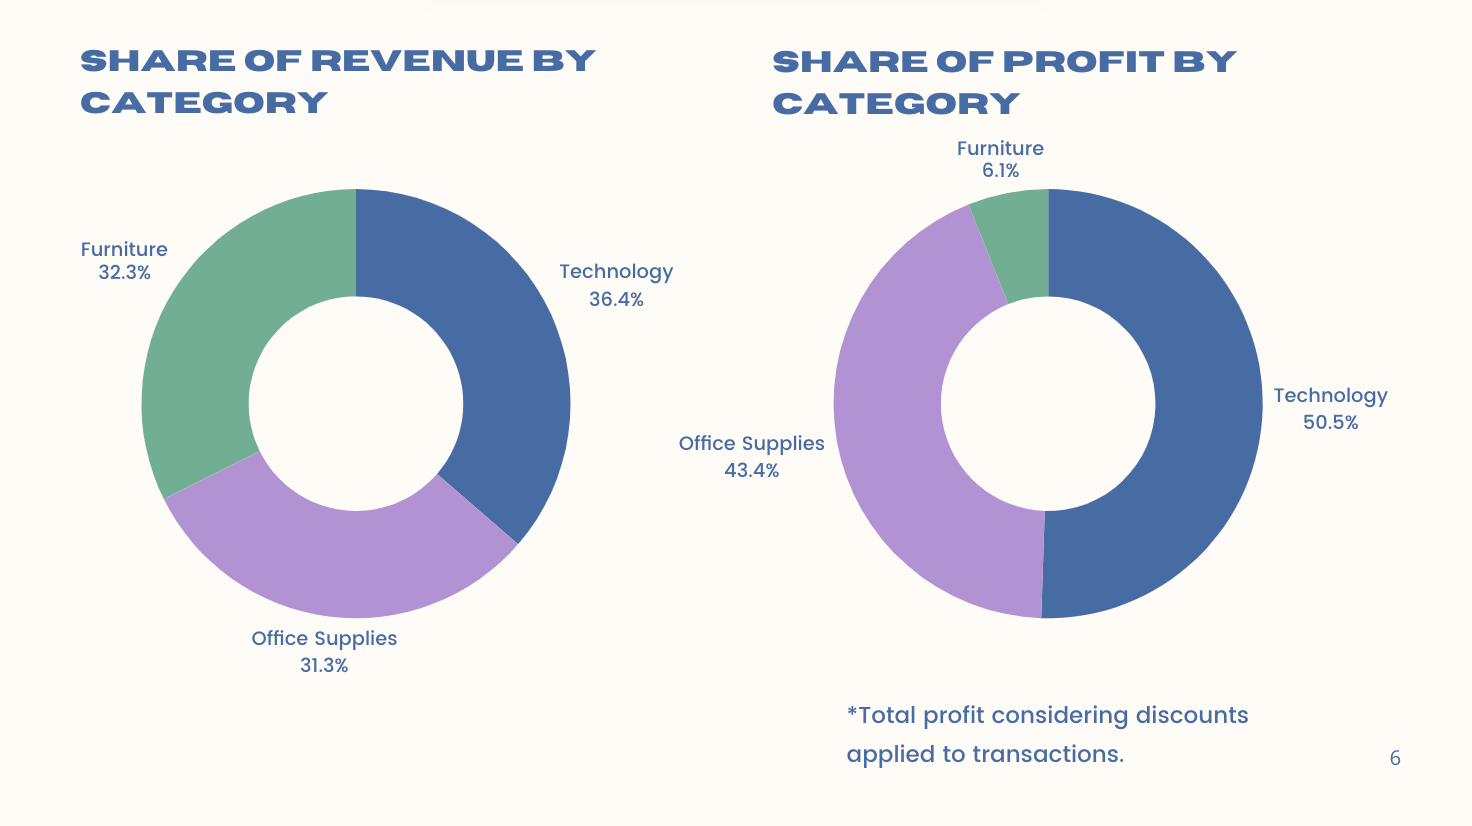 SHARE OF REVENUE BY
CATEGORY
Furniture
32.3%
Technology
36.4%
Office Supplies
31.3%
SHARE OF PROFIT BY
CATEGORY
Furniture
6.1%
Technology
50.5%
Office Supplies
43.4%
*Total profit considering discounts
applied to transactions.
6